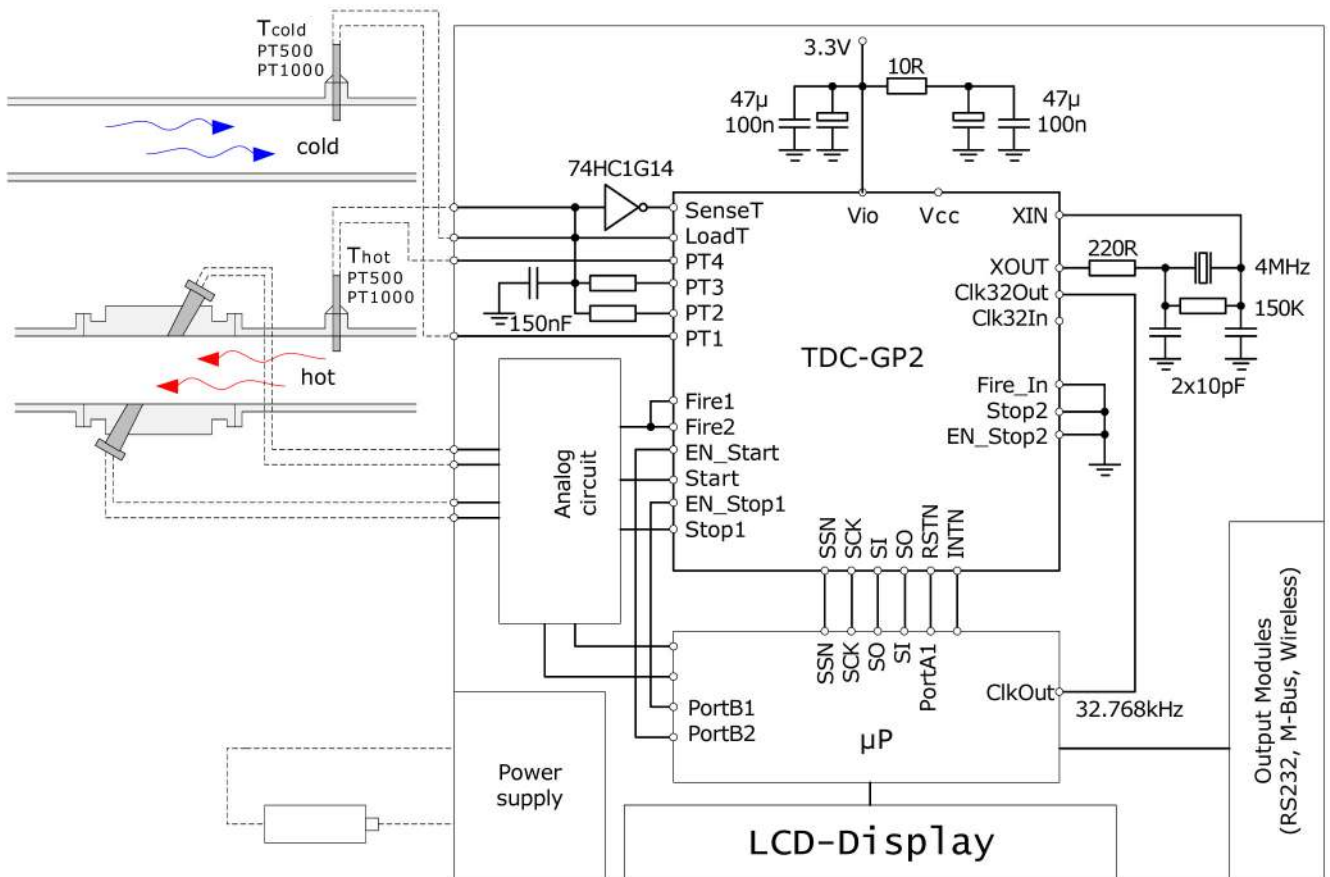 Tcold
PT500
PT1000
cold
Thot
PT500
PT1000
hot
3.3V
10R
47µ
100n
47µ
100n
74HC1G14
150nF
SenseT
LoadT
PT4
PT3
PT2
PT1
Fire1
Fire2
EN_Start
Start
EN_Stop1
Stop1
Vio
Vcc
XIN
XOUT
Clk32Out
Clk32In
TDC-GP2
Fire_In
Stop2
EN_Stop2
220R
4MHz
150K
2x10pF
Analog
circuit
SSN
SCK
SI
SO
RSTN
INTN
SSN
SCK
SO
SI
PortA1
PortB1
PortB2
ClkOut
32.768kHz
µP
Power
supply
LCD-Display
Output Modules
(RS232, M-Bus, Wireless)